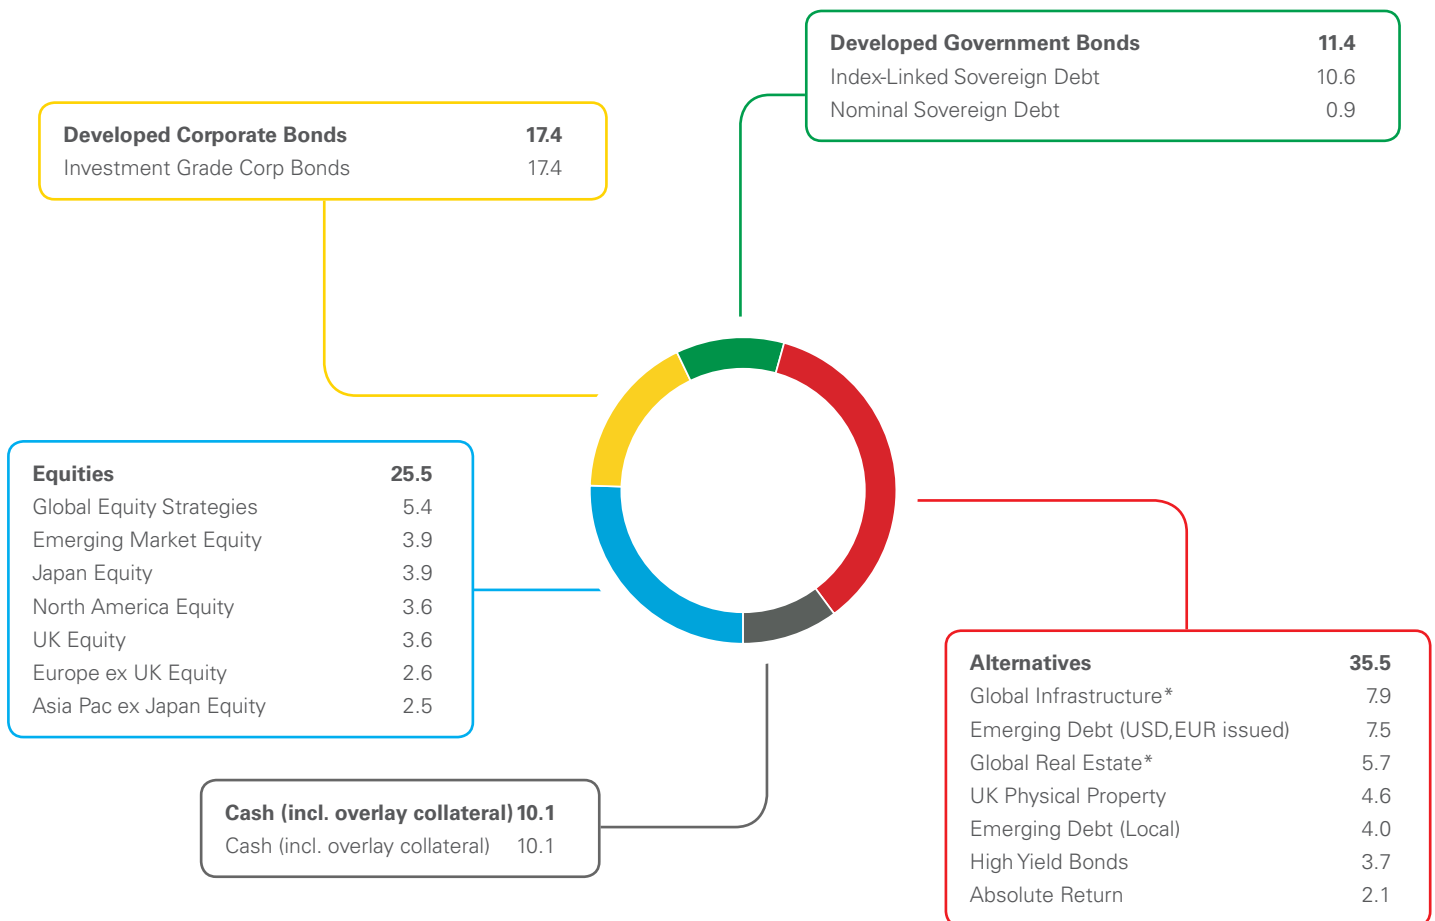 Developed Government Bonds 11.4
Index-Linked Sovereign Debt 10.6
Nominal Sovereign Debt 0.9
Developed Corporate Bonds 17.4
Investment Grade Corp Bonds 17.4
Equities 25.5
Global Equity Strategies 5.4
Emerging Market Equity 3.9
Japan Equity 3.9
North America Equity 3.6
UK Equity 3.6
Europe ex UK Equity 2.6
Asia Pac ex Japan Equity 2.5
Alternatives 35.5
Global Infrastructure* 7.9
Emerging Debt (USD,EUR issued) 7.5
Global Real Estate* 5.7
UK Physical Property 4.6
Emerging Debt (Local) 4.0
High Yield Bonds 3.7
Absolute Return 2.1
Cash (incl. overlay collateral) 10.1
Cash (incl. overlay collateral) 10.1